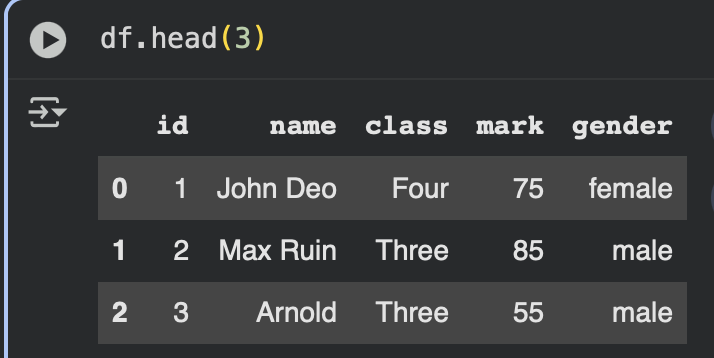 df.head(3)
id name class mark gender
0 1 John Deo Four 75 female
1 2 Max Ruin Three 85 male
2 3 Arnold Three 55 male